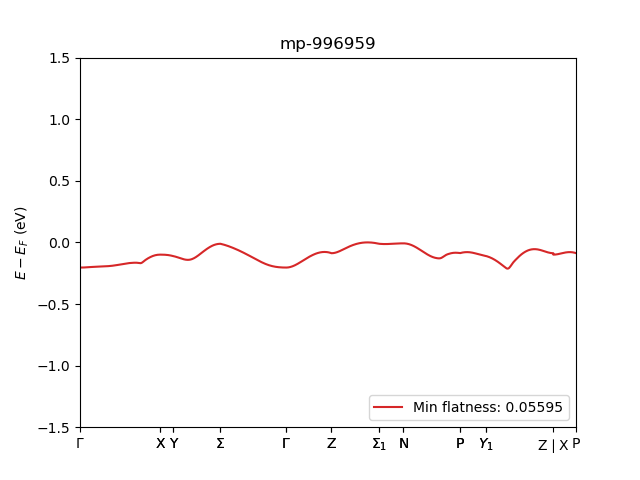 mp-996959
1.5
1.0
0.5
0.0
−0.5
−1.0
−1.5
E − E_F (eV)
Min flatness: 0.05595
Γ X Y Σ Γ Z Σ₁ N P Y₁ Z | X P